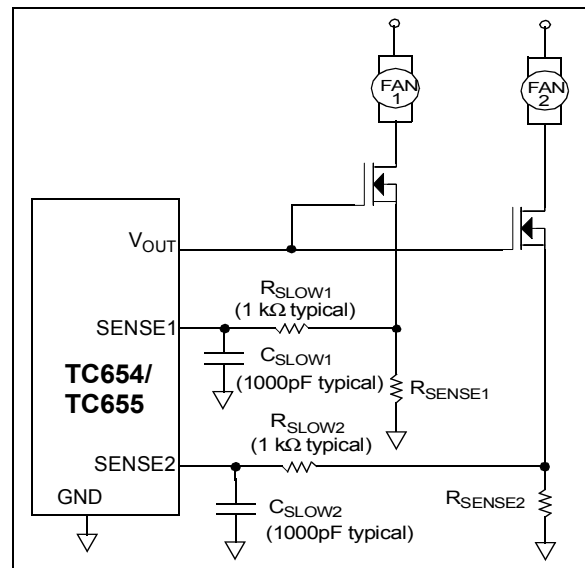 FAN
1
FAN
2
VOUT
RSLOW1
(1 kΩ typical)
SENSE1
CSLOW1
(1000pF typical)
TC654/
TC655
RSENSE1
RSLOW2
(1 kΩ typical)
SENSE2
GND
CSLOW2
(1000pF typical)
RSENSE2